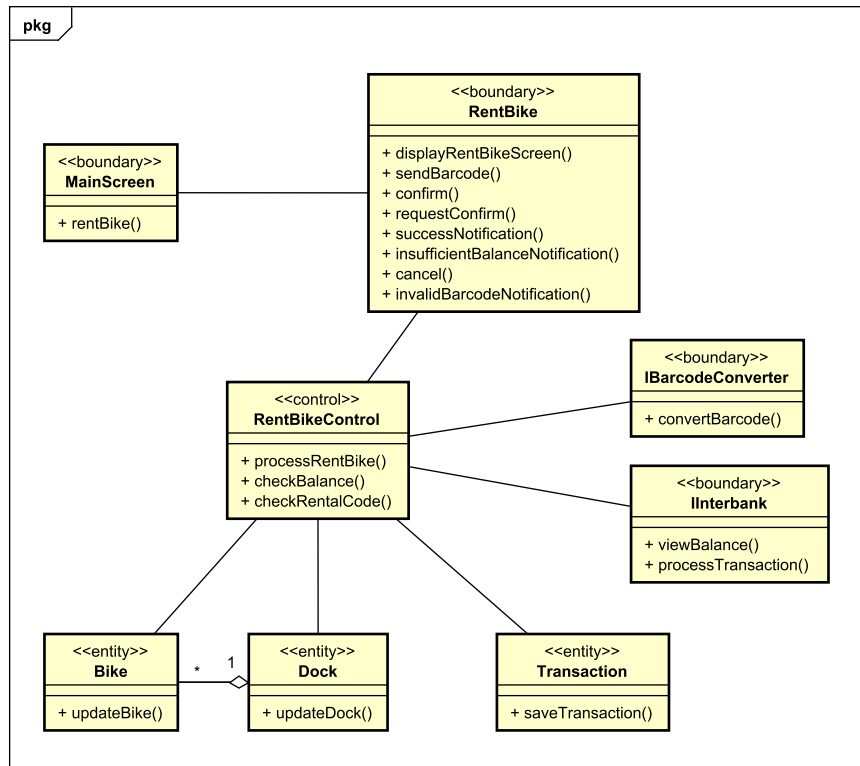 pkg
<<boundary>>
RentBike
+ displayRentBikeScreen()
+ sendBarcode()
+ confirm()
+ requestConfirm()
+ successNotification()
+ insufficientBalanceNotification()
+ cancel()
+ invalidBarcodeNotification()
<<boundary>>
MainScreen
+ rentBike()
<<boundary>>
IBarcodeConverter
+ convertBarcode()
<<control>>
RentBikeControl
+ processRentBike()
+ checkBalance()
+ checkRentalCode()
<<boundary>>
IInterbank
+ viewBalance()
+ processTransaction()
<<entity>>
Bike
+ updateBike()
*
1
<<entity>>
Dock
+ updateDock()
<<entity>>
Transaction
+ saveTransaction()